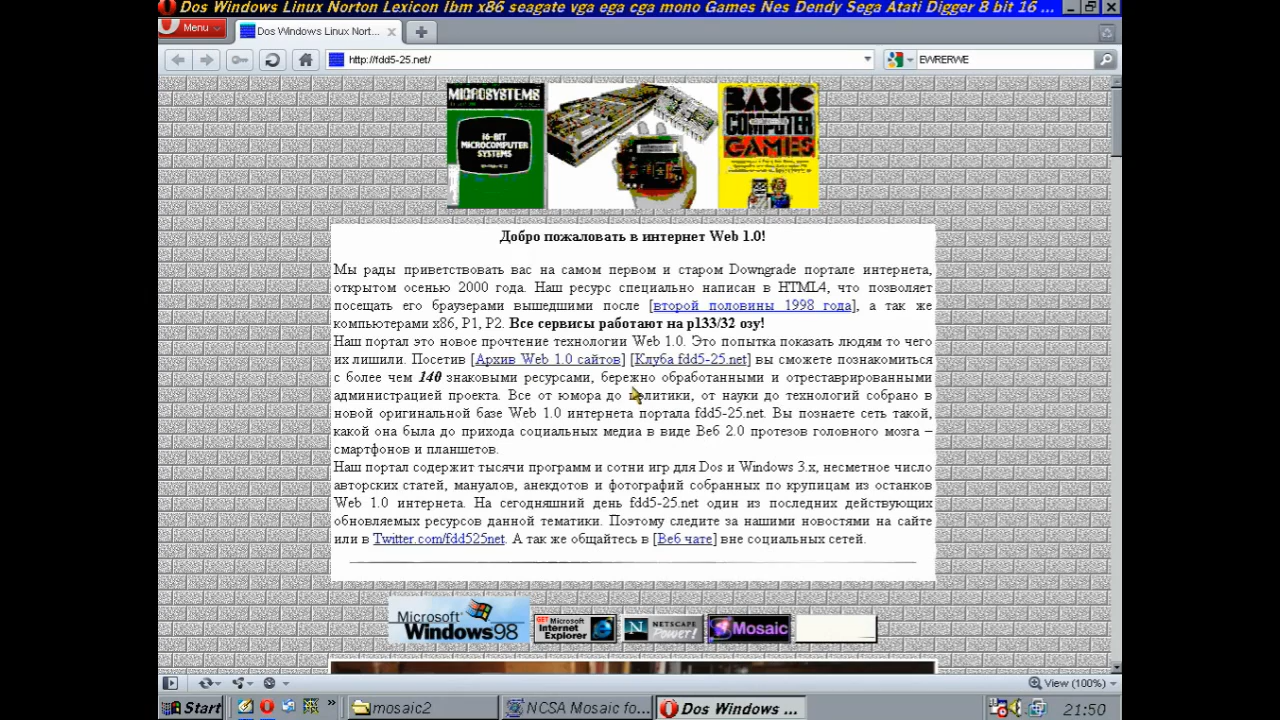 Dos Windows Linux Norton Lexicon Ibm x86 seagate vga ega cga mono Games Nes Dendy Sega Atati Digger 8 bit 16 ...
Menu
Dos Windows Linux Nort...
http://fdd5-25.net/
EWRERWE
MICROSYSTEMS
16-BIT
MICROCOMPUTER
SYSTEMS
BASIC
COMPUTER
GAMES
Добро пожаловать в интернет Web 1.0!
Мы рады приветствовать вас на самом первом и старом Downgrade портале интернета,
открытом осенью 2000 года. Наш ресурс специально написан в HTML4, что позволяет
посещать его браузерами вышедшими после [второй половины 1998 года], а так же
компьютерами x86, P1, P2. Все сервисы работают на p133/32 озу!
Наш портал это новое прочтение технологии Web 1.0. Это попытка показать людям то чего
их лишили. Посетив [Архив Web 1.0 сайтов] [Клуба fdd5-25.net] вы сможете познакомиться
с более чем 140 знаковыми ресурсами, бережно обработанными и отреставрированными
администрацией проекта. Все от юмора до политики, от науки до технологий собрано в
новой оригинальной базе Web 1.0 интернета портала fdd5-25.net. Вы познаете сеть такой,
какой она была до прихода социальных медиа в виде Веб 2.0 протезов головного мозга –
смартфонов и планшетов.
Наш портал содержит тысячи программ и сотни игр для Dos и Windows 3.x, несметное число
авторских статей, мануалов, анекдотов и фотографий собранных по крупицам из останков
Web 1.0 интернета. На сегодняшний день fdd5-25.net один из последних действующих
обновляемых ресурсов данной тематики. Поэтому следите за нашими новостями на сайте
или в Twitter.com/fdd525net. А так же общайтесь в [Веб чате] вне социальных сетей.
Microsoft
Windows98
GET Microsoft
Internet
Explorer
N NETSCAPE
POWER!
Mosaic
View (100%)
Start
mosaic2
NCSA Mosaic fo...
Dos Windows ...
21:50